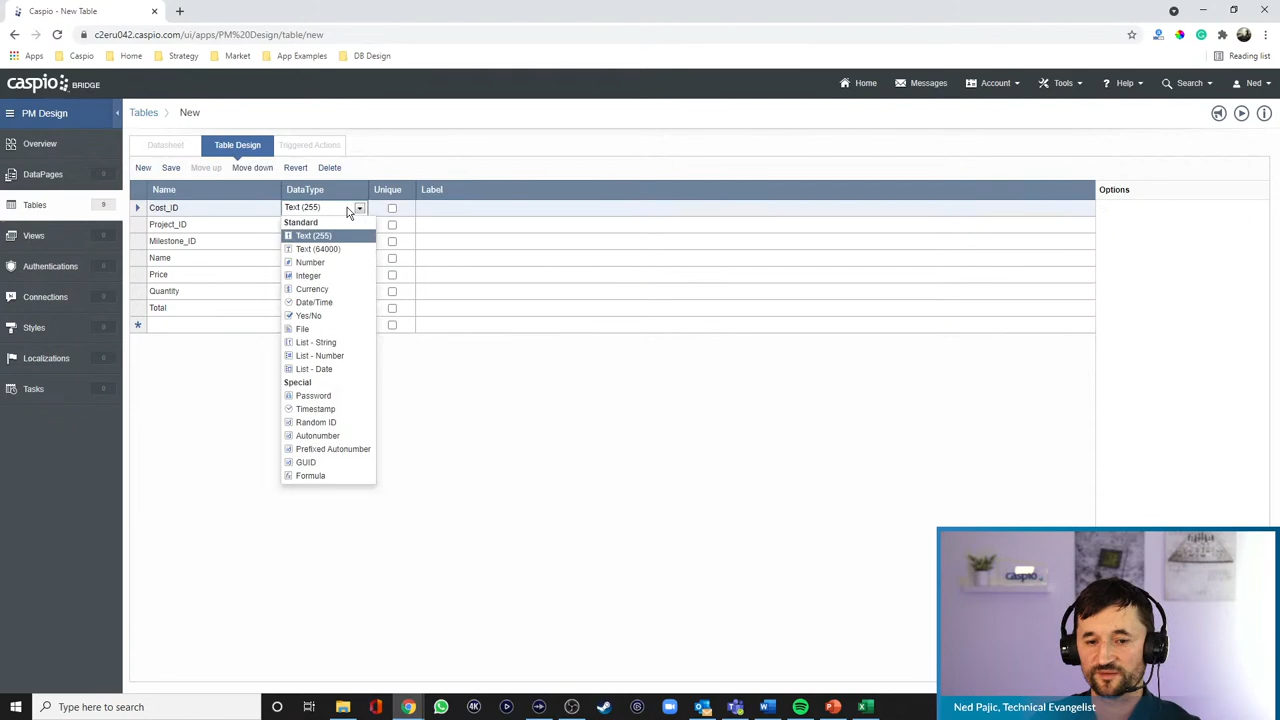 Caspio - New Table
c2eru042.caspio.com/ui/apps/PM%20Design/table/new
Apps Caspio Home Strategy Market App Examples DB Design Reading list
caspio BRIDGE Home Messages Account Tools ? Help Search Ned
PM Design
Tables New
Overview
DataPages 0
Tables 9
Views 0
Authentications 0
Connections 0
Styles 0
Localizations 0
Tasks 0
Datasheet Table Design Triggered Actions
New Save Move up Move down Revert Delete
Name DataType Unique Label Options
Cost_ID Text (255)
Project_ID
Milestone_ID
Name
Price
Quantity
Total
*
Standard
Text (255)
Text (64000)
Number
Integer
Currency
Date/Time
Yes/No
File
List - String
List - Number
List - Date
Special
Password
Timestamp
Random ID
Autonumber
Prefixed Autonumber
GUID
Formula
caspio
Ned Pajic, Technical Evangelist
Type here to search